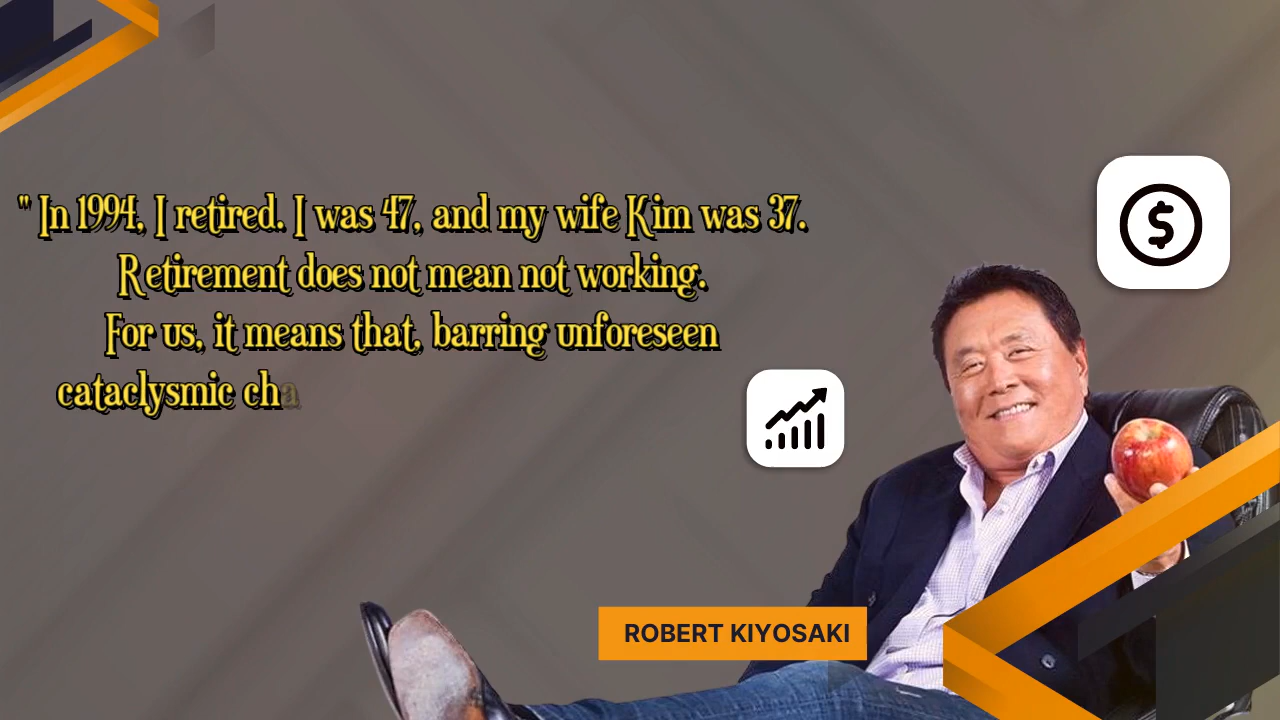 " In 1994, I retired. I was 47, and my wife Kim was 37.
Retirement does not mean not working.
For us, it means that, barring unforeseen
cataclysmic cha
$
ROBERT KIYOSAKI